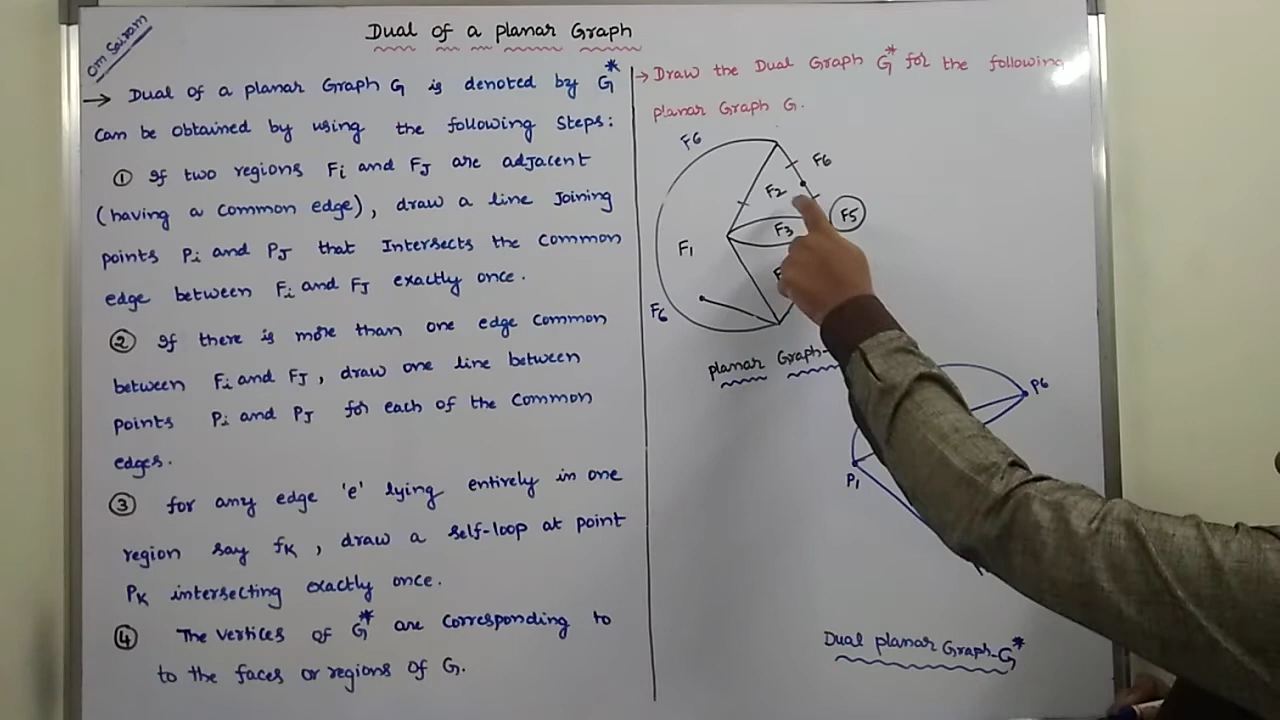 Om Sairam
Dual of a planar Graph
→ Dual of a planar Graph G is denoted by G*
Can be obtained by using the following Steps:
① If two regions Fi and FJ are adjacent
(having a common edge), draw a line Joining
points Pi and PJ that Intersects the Common
edge between Fi and FJ exactly once.
② If there is more than one edge Common
between Fi and FJ, draw one line between
points Pi and PJ for each of the Common
edges.
③ for any edge 'e' lying entirely in one
region say fK, draw a self-loop at point
PK intersecting exactly once.
④ The vertices of G* are corresponding to
to the faces or regions of G.
→ Draw the Dual Graph G* for the following
planar Graph G.
F6
F6
F2
F5
F3
F1
F6
planar Graph-
P6
P1
Dual planar Graph-G*